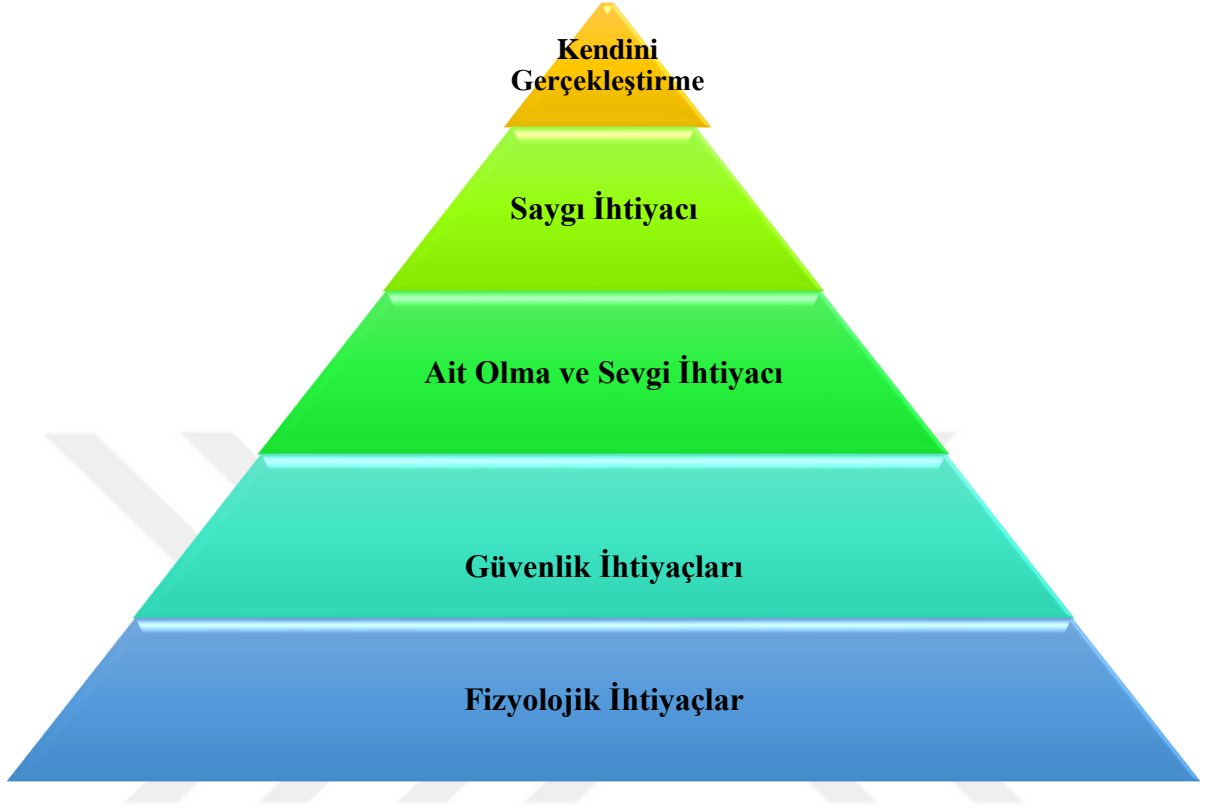 Kendini
Gerçekleştirme
Saygı İhtiyacı
Ait Olma ve Sevgi İhtiyacı
Güvenlik İhtiyaçları
Fizyolojik İhtiyaçlar